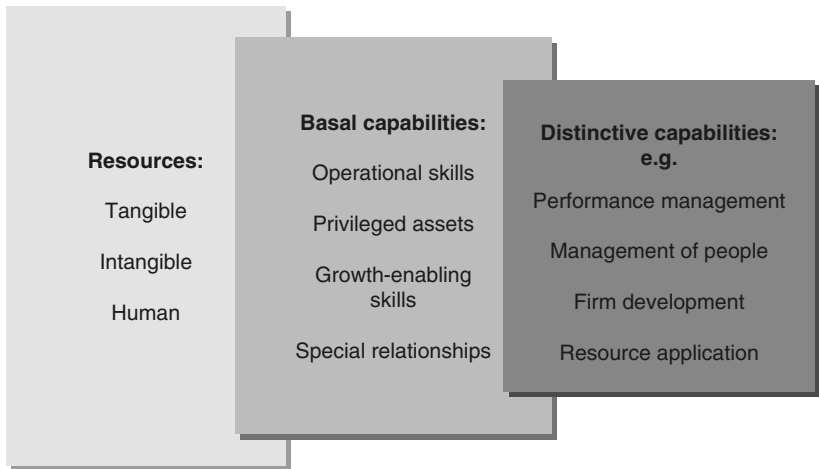 Resources:
Tangible
Intangible
Human
Basal capabilities:
Operational skills
Privileged assets
Growth-enabling
skills
Special relationships
Distinctive capabilities:
e.g.
Performance management
Management of people
Firm development
Resource application